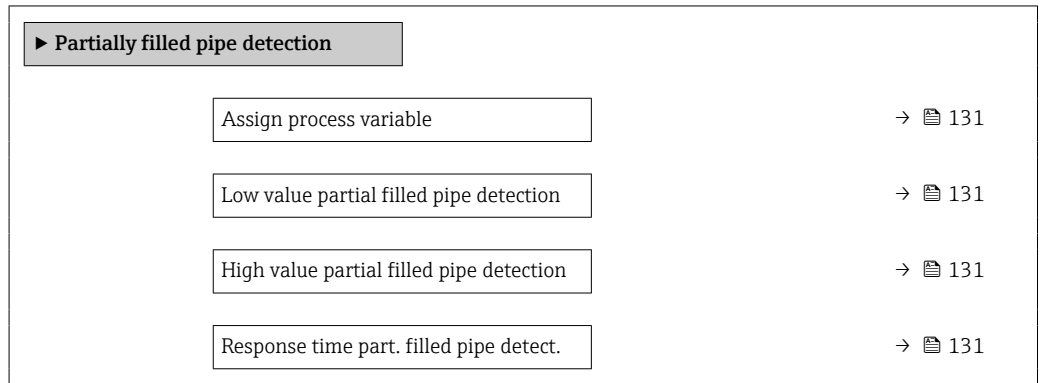 ► Partially filled pipe detection
Assign process variable → 131
Low value partial filled pipe detection → 131
High value partial filled pipe detection → 131
Response time part. filled pipe detect. → 131